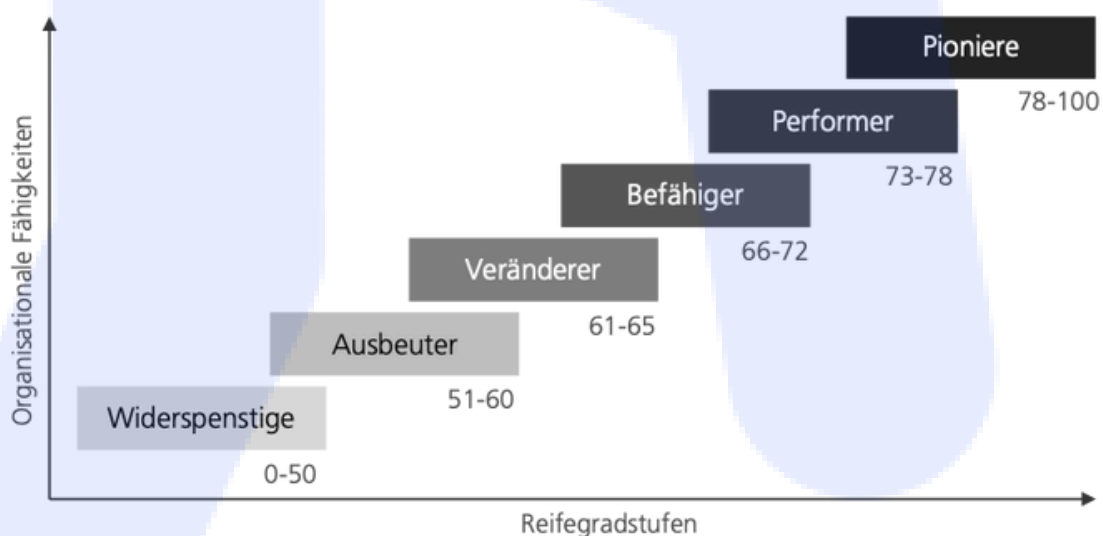 Pioniere
78-100
Performer
73-78
Befähiger
66-72
Veränderer
61-65
Ausbeuter
51-60
Widerspenstige
0-50
Organisationale Fähigkeiten
Reifegradstufen